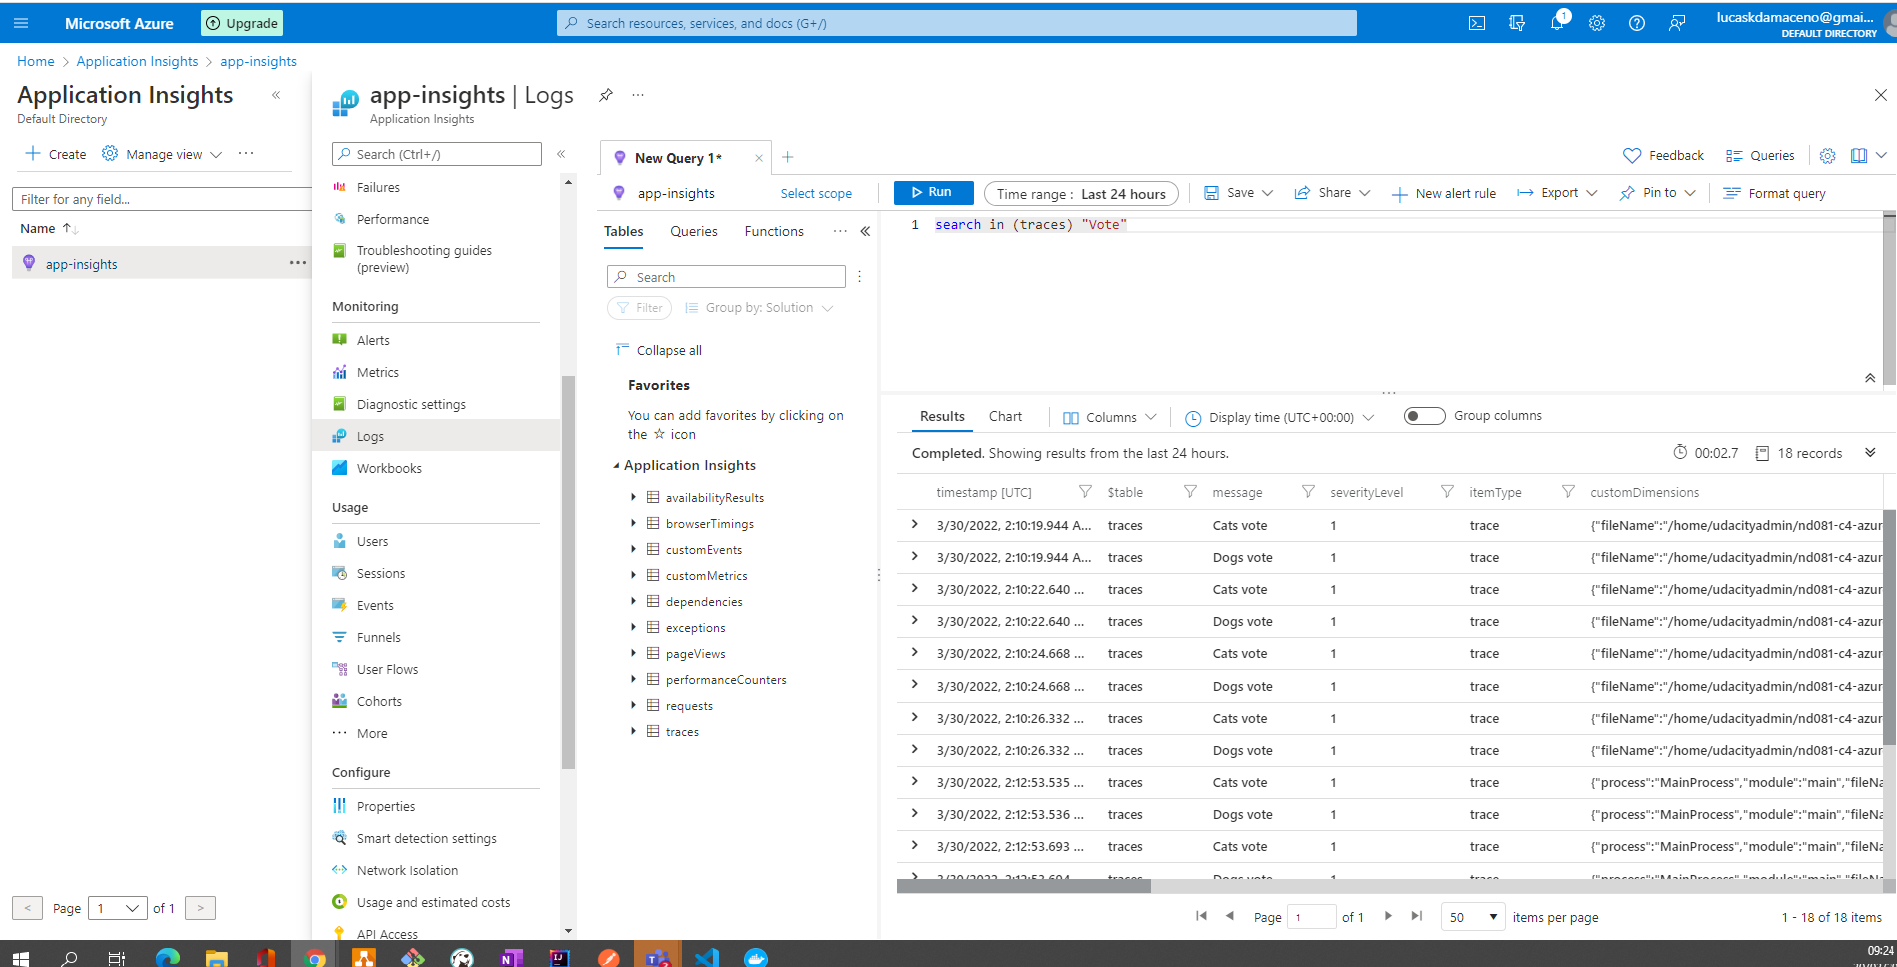 Microsoft Azure
Upgrade
Search resources, services, and docs (G+/)
1
lucaskdamaceno@gmai...
DEFAULT DIRECTORY
Home > Application Insights > app-insights
Application Insights
Default Directory
Create
Manage view
Filter for any field...
Name
app-insights
Page 1 of 1
app-insights | Logs
Application Insights
Search (Ctrl+/)
Failures
Performance
Troubleshooting guides
(preview)
Monitoring
Alerts
Metrics
Diagnostic settings
Logs
Workbooks
Usage
Users
Sessions
Events
Funnels
User Flows
Cohorts
More
Configure
Properties
Smart detection settings
Network Isolation
Usage and estimated costs
API Access
New Query 1*
Feedback
Queries
app-insights
Select scope
Run
Time range : Last 24 hours
Save
Share
New alert rule
Export
Pin to
Format query
Tables
Queries
Functions
Search
Filter
Group by: Solution
Collapse all
Favorites
You can add favorites by clicking on
the ☆ icon
Application Insights
availabilityResults
browserTimings
customEvents
customMetrics
dependencies
exceptions
pageViews
performanceCounters
requests
traces
1 search in (traces) "Vote"
Results
Chart
Columns
Display time (UTC+00:00)
Group columns
Completed. Showing results from the last 24 hours.
00:02.7
18 records
timestamp [UTC] $table message severityLevel itemType customDimensions
3/30/2022, 2:10:19.944 A... traces Cats vote 1 trace {"fileName":"/home/udacityadmin/nd081-c4-azur
3/30/2022, 2:10:19.944 A... traces Dogs vote 1 trace {"fileName":"/home/udacityadmin/nd081-c4-azur
3/30/2022, 2:10:22.640 ... traces Cats vote 1 trace {"fileName":"/home/udacityadmin/nd081-c4-azur
3/30/2022, 2:10:22.640 ... traces Dogs vote 1 trace {"fileName":"/home/udacityadmin/nd081-c4-azur
3/30/2022, 2:10:24.668 ... traces Cats vote 1 trace {"fileName":"/home/udacityadmin/nd081-c4-azur
3/30/2022, 2:10:24.668 ... traces Dogs vote 1 trace {"fileName":"/home/udacityadmin/nd081-c4-azur
3/30/2022, 2:10:26.332 ... traces Cats vote 1 trace {"fileName":"/home/udacityadmin/nd081-c4-azur
3/30/2022, 2:10:26.332 ... traces Dogs vote 1 trace {"fileName":"/home/udacityadmin/nd081-c4-azur
3/30/2022, 2:12:53.535 ... traces Cats vote 1 trace {"process":"MainProcess","module":"main","fileNa
3/30/2022, 2:12:53.536 ... traces Dogs vote 1 trace {"process":"MainProcess","module":"main","fileNa
3/30/2022, 2:12:53.693 ... traces Cats vote 1 trace {"process":"MainProcess","module":"main","fileNa
3/30/2022, 2:12:53.694 ... traces Dogs vote 1 trace {"process":"MainProcess","module":"main","fileNa
Page 1 of 1
50 items per page
1 - 18 of 18 items
09:24